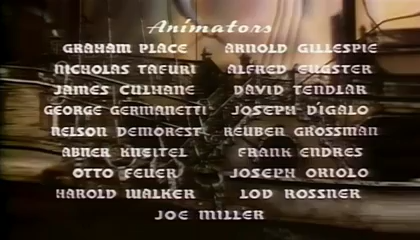 Animators
GRAHAM PLACE ARNOLD GILLESPIE
NICHOLAS TAFURI ALFRED EUGSTER
JAMES CULHANE DAVID TENDLAR
GEORGE GERMANETTI JOSEPH DIGALO
NELSON DEMOREST REUBEN GROSSMAN
ABNER KNEITEL FRANK ENDRES
OTTO FEUER JOSEPH ORIOLO
HAROLD WALKER LOD ROSSNER
JOE MILLER